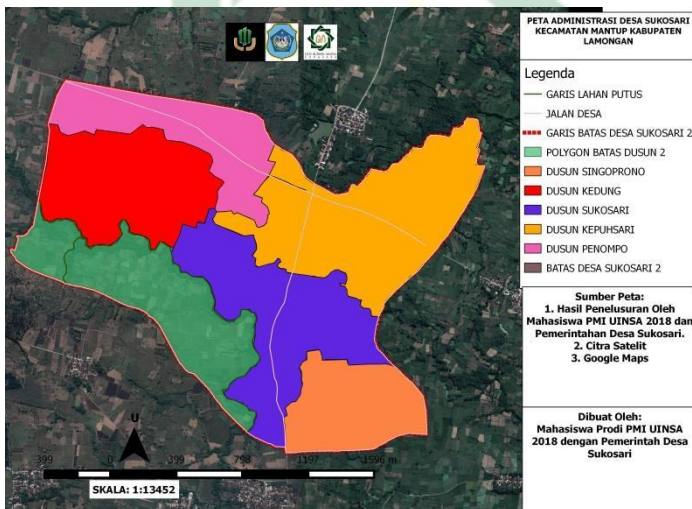 PETA ADMINISTRASI DESA SUKOSARI
KECAMATAN MANTUP KABUPATEN
LAMONGAN
Legenda
GARIS LAHAN PUTUS
JALAN DESA
GARIS BATAS DESA SUKOSARI 2
POLYGON BATAS DUSUN 2
DUSUN SINGOPRONO
DUSUN KEDUNG
DUSUN SUKOSARI
DUSUN KEPUHSARI
DUSUN PENOMPO
BATAS DESA SUKOSARI 2
Sumber Peta:
1. Hasil Penelusuran Oleh
Mahasiswa PMI UINSA 2018 dan
Pemerintahan Desa Sukosari.
2. Citra Satelit
3. Google Maps
Dibuat Oleh:
Mahasiswa Prodi PMI UINSA
2018 dengan Pemerintah Desa
Sukosari
U
399 0 399 798 1197 1596 m
SKALA: 1:13452